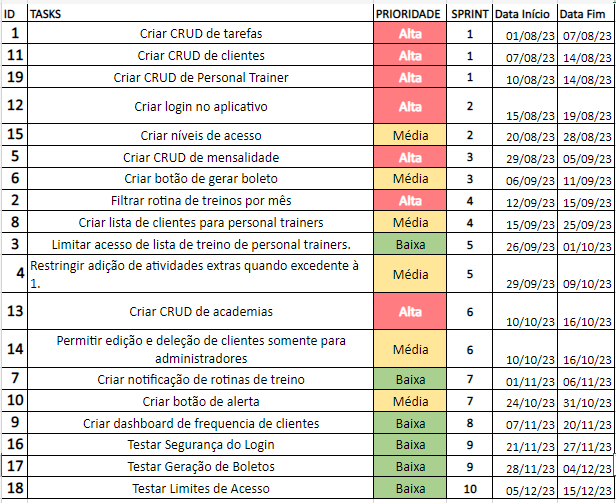 ID TASKS PRIORIDADE SPRINT Data Início Data Fim
1 Criar CRUD de tarefas Alta 1 01/08/23 07/08/23
11 Criar CRUD de clientes Alta 1 07/08/23 14/08/23
19 Criar CRUD de Personal Trainer Alta 1 10/08/23 14/08/23
12 Criar login no aplicativo Alta 2 15/08/23 19/08/23
15 Criar níveis de acesso Média 2 20/08/23 28/08/23
5 Criar CRUD de mensalidade Alta 3 29/08/23 05/09/23
6 Criar botão de gerar boleto Média 3 06/09/23 11/09/23
2 Filtrar rotina de treinos por mês Alta 4 12/09/23 15/09/23
8 Criar lista de clientes para personal trainers Média 4 15/09/23 25/09/23
3 Limitar acesso de lista de treino de personal trainers. Baixa 5 26/09/23 01/10/23
4 Restringir adição de atividades extras quando excedente à
1. Média 5 29/09/23 09/10/23
13 Criar CRUD de academias Alta 6 10/10/23 16/10/23
14 Permitir edição e deleção de clientes somente para
administradores Média 6 10/10/23 16/10/23
7 Criar notificação de rotinas de treino Baixa 7 01/11/23 06/11/23
10 Criar botão de alerta Média 7 24/10/23 31/10/23
9 Criar dashboard de frequencia de clientes Baixa 8 07/11/23 20/11/23
16 Testar Segurança do Login Baixa 9 21/11/23 27/11/23
17 Testar Geração de Boletos Baixa 9 28/11/23 04/12/23
18 Testar Limites de Acesso Baixa 10 05/12/23 15/12/23